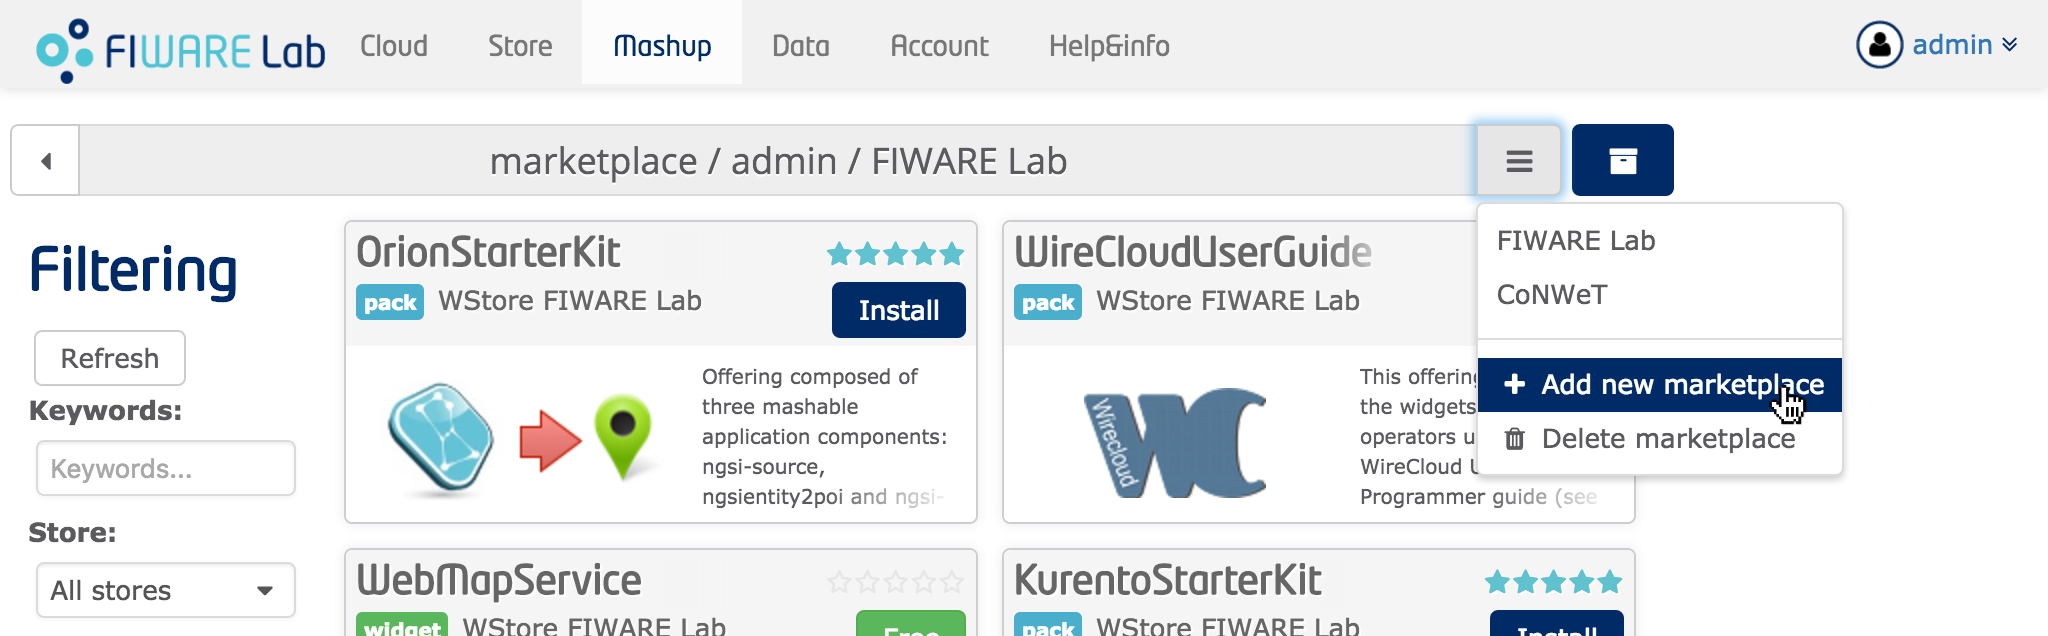 FIWARE Lab
Cloud
Store
Mashup
Data
Account
Help&info
admin
marketplace / admin / FIWARE Lab
FIWARE Lab
CoNWeT
Add new marketplace
Delete marketplace
Filtering
Refresh
Keywords:
Keywords...
Store:
All stores
OrionStarterKit
pack WStore FIWARE Lab
Install
Offering composed of
three mashable
application components:
ngsi-source,
ngsientity2poi and ngsi-
WireCloudUserGuide
pack WStore FIWARE Lab
Wirecloud
WC
This offering
the widgets
operators
WireCloud
Programmer guide (see
WebMapService
widget WStore FIWARE Lab
Free
KurentoStarterKit
pack WStore FIWARE Lab
Install